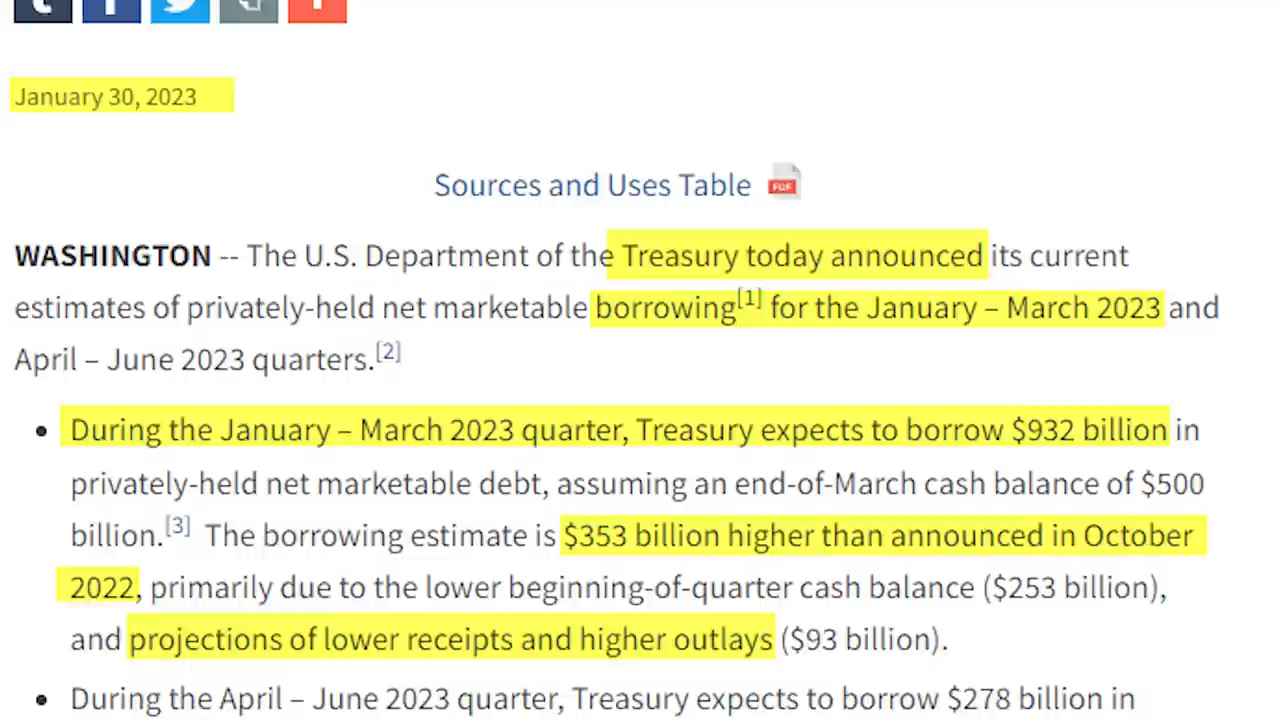 January 30, 2023
Sources and Uses Table PDF
WASHINGTON -- The U.S. Department of the Treasury today announced its current
estimates of privately-held net marketable borrowing[1] for the January – March 2023 and
April – June 2023 quarters.[2]
• During the January – March 2023 quarter, Treasury expects to borrow $932 billion in
privately-held net marketable debt, assuming an end-of-March cash balance of $500
billion.[3] The borrowing estimate is $353 billion higher than announced in October
2022, primarily due to the lower beginning-of-quarter cash balance ($253 billion),
and projections of lower receipts and higher outlays ($93 billion).
• During the April – June 2023 quarter, Treasury expects to borrow $278 billion in